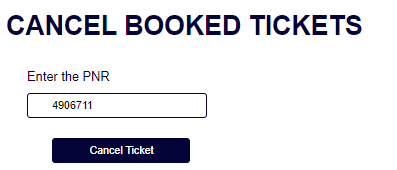 CANCEL BOOKED TICKETS
Enter the PNR
4906711
Cancel Ticket